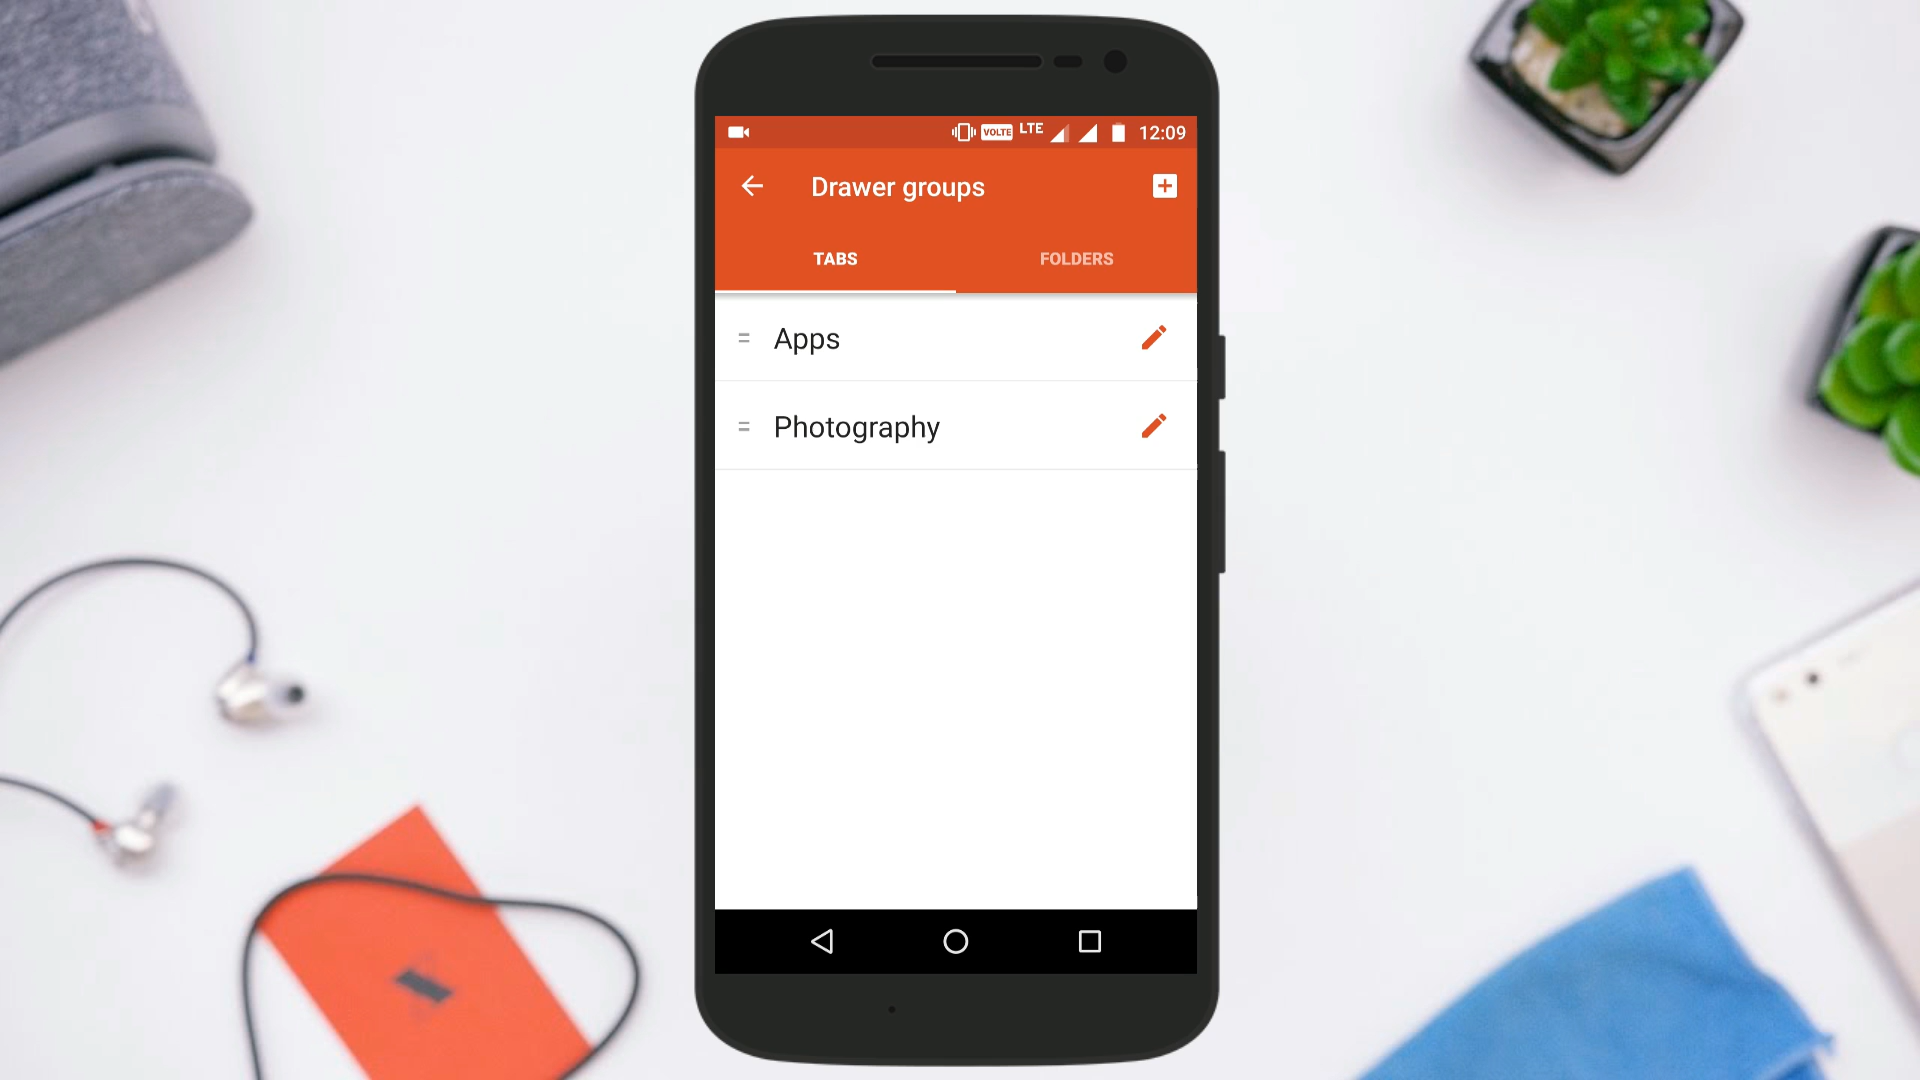 VOLTE LTE 12:09
Drawer groups
TABS FOLDERS
Apps
Photography